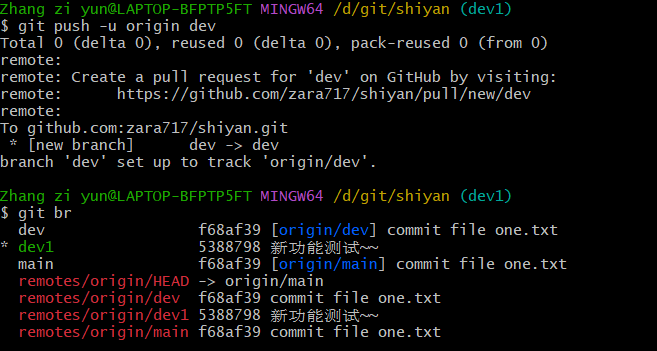 Zhang zi yun@LAPTOP-BFPTP5FT MINGW64 /d/git/shiyan (dev1)
$ git push -u origin dev
Total 0 (delta 0), reused 0 (delta 0), pack-reused 0 (from 0)
remote:
remote: Create a pull request for 'dev' on GitHub by visiting:
remote:      https://github.com/zara717/shiyan/pull/new/dev
remote:
To github.com:zara717/shiyan.git
 * [new branch]      dev -> dev
branch 'dev' set up to track 'origin/dev'.
Zhang zi yun@LAPTOP-BFPTP5FT MINGW64 /d/git/shiyan (dev1)
$ git br
  dev                 f68af39 [origin/dev] commit file one.txt
* dev1                5388798 新功能测试~~
  main                f68af39 [origin/main] commit file one.txt
  remotes/origin/HEAD -> origin/main
  remotes/origin/dev  f68af39 commit file one.txt
  remotes/origin/dev1 5388798 新功能测试~~
  remotes/origin/main f68af39 commit file one.txt